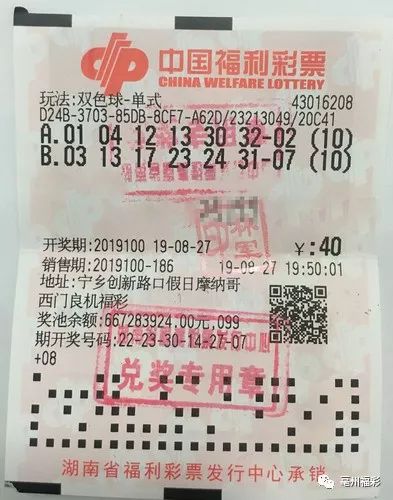 中国福利彩票
CHINA WELFARE LOTTERY
玩法:双色球-单式 43016208
D24B-3703-85DB-8CF7-A62D/23213049/20C41
A.01 04 12 13 30 32-02 (10)
B.03 13 17 23 24 31-07 (10)
开奖期:2019100 19-08-27 ¥:40
销售期:2019100-186 19-08-27 19:50:01
地址:宁乡创新路口假日摩纳哥
西门良机福彩
奖池余额:667283924.00元,099
期开奖号码:22-23-30-14-27-07
+08
兑奖专用章
湖南省福利彩票发行中心承销
亳州福彩